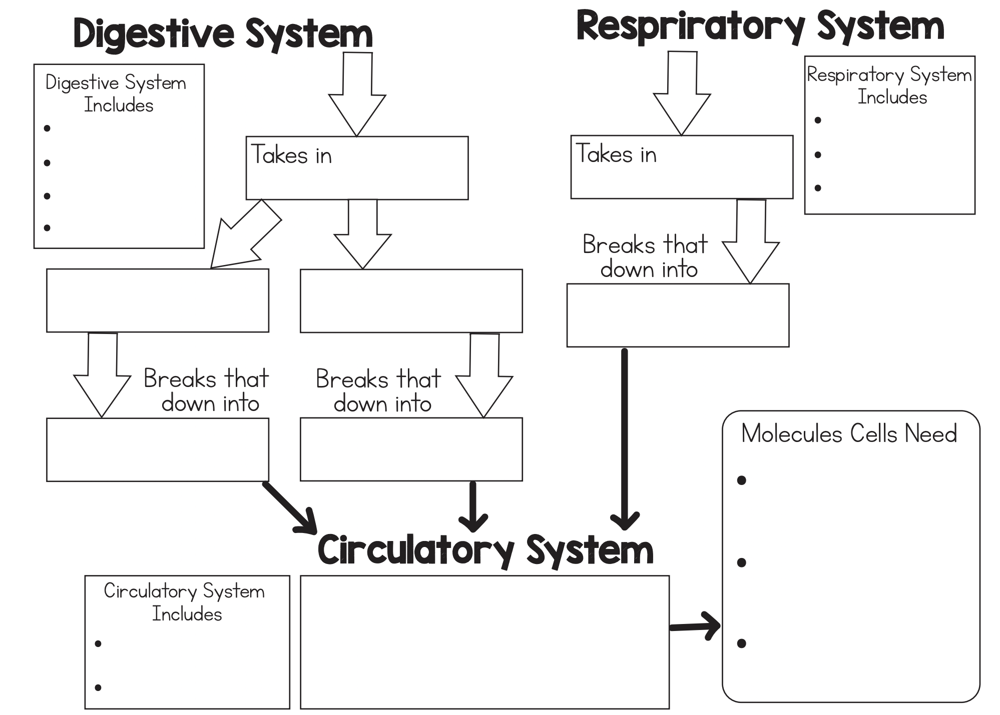 Digestive System
Respriratory System
Digestive System
Includes
Respiratory System
Includes
Takes in
Takes in
Breaks that
down into
Breaks that
down into
Breaks that
down into
Molecules Cells Need
Circulatory System
Circulatory System
Includes